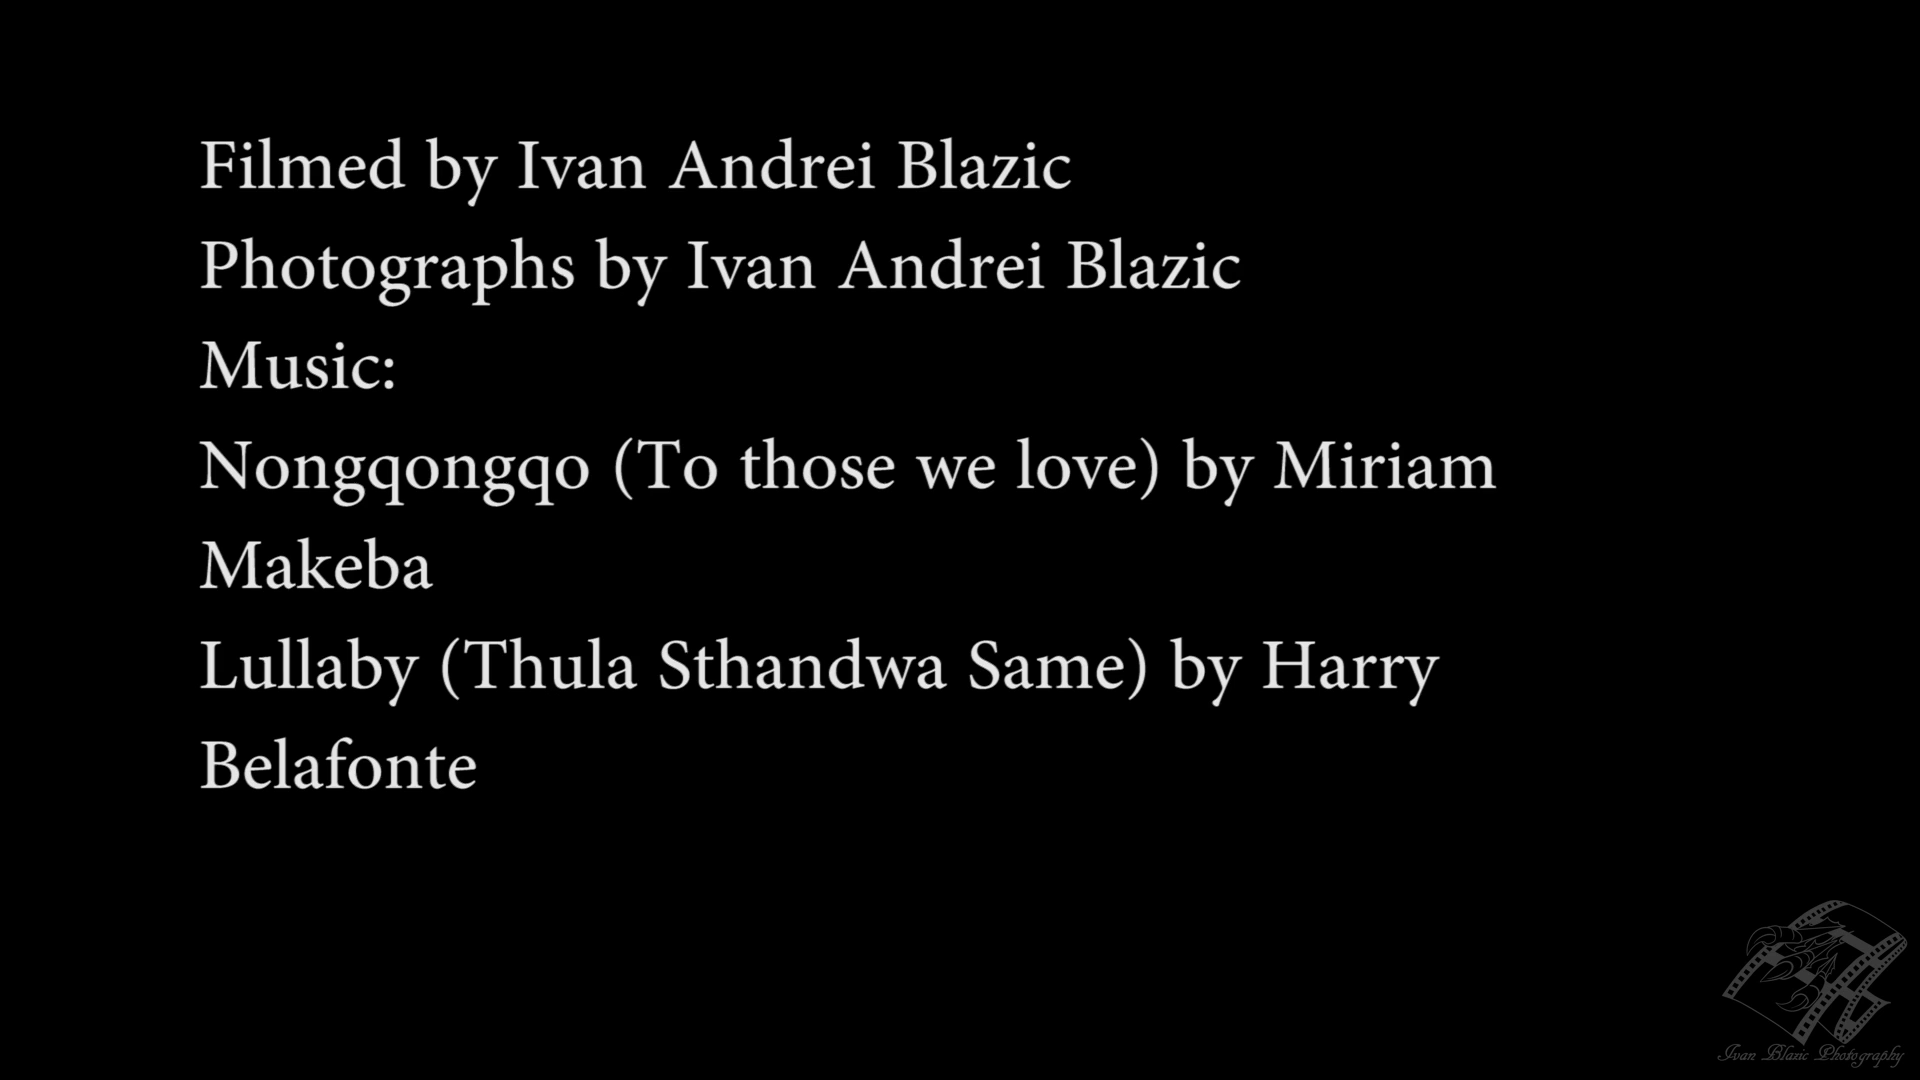 Filmed by Ivan Andrei Blazic
Photographs by Ivan Andrei Blazic
Music:
Nongqongqo (To those we love) by Miriam
Makeba
Lullaby (Thula Sthandwa Same) by Harry
Belafonte
Ivan Blazic Photography